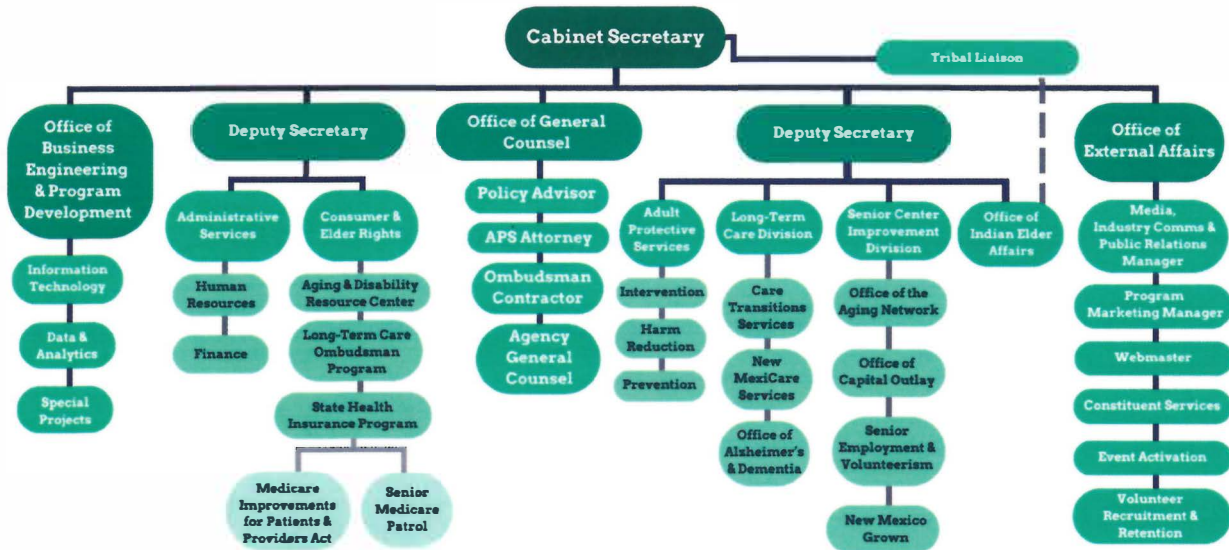 Cabinet Secretary
Tribal Liaison
Office of
Business
Engineering
& Program
Development
Information
Technology
Data &
Analytics
Special
Projects
Deputy Secretary
Administrative
Services
Human
Resources
Finance
Consumer &
Elder Rights
Aging & Disability
Resource Center
Long-Term Care
Ombudsman
Program
State Health
Insurance Program
Medicare
Improvements
for Patients &
Providers Act
Senior
Medicare
Patrol
Office of General
Counsel
Policy Advisor
APS Attorney
Ombudsman
Contractor
Agency
General
Counsel
Deputy Secretary
Adult
Protective
Services
Intervention
Harm
Reduction
Prevention
Long-Term
Care Division
Care
Transitions
Services
New
MexiCare
Services
Office of
Alzheimer's
& Dementia
Senior Center
Improvement
Division
Office of the
Aging Network
Office of
Capital Outlay
Senior
Employment &
Volunteerism
New Mexico
Grown
Office of
Indian Elder
Affairs
Office of
External Affairs
Media,
Industry Comms &
Public Relations
Manager
Program
Marketing Manager
Webmaster
Constituent Services
Event Activation
Volunteer
Recruitment &
Retention